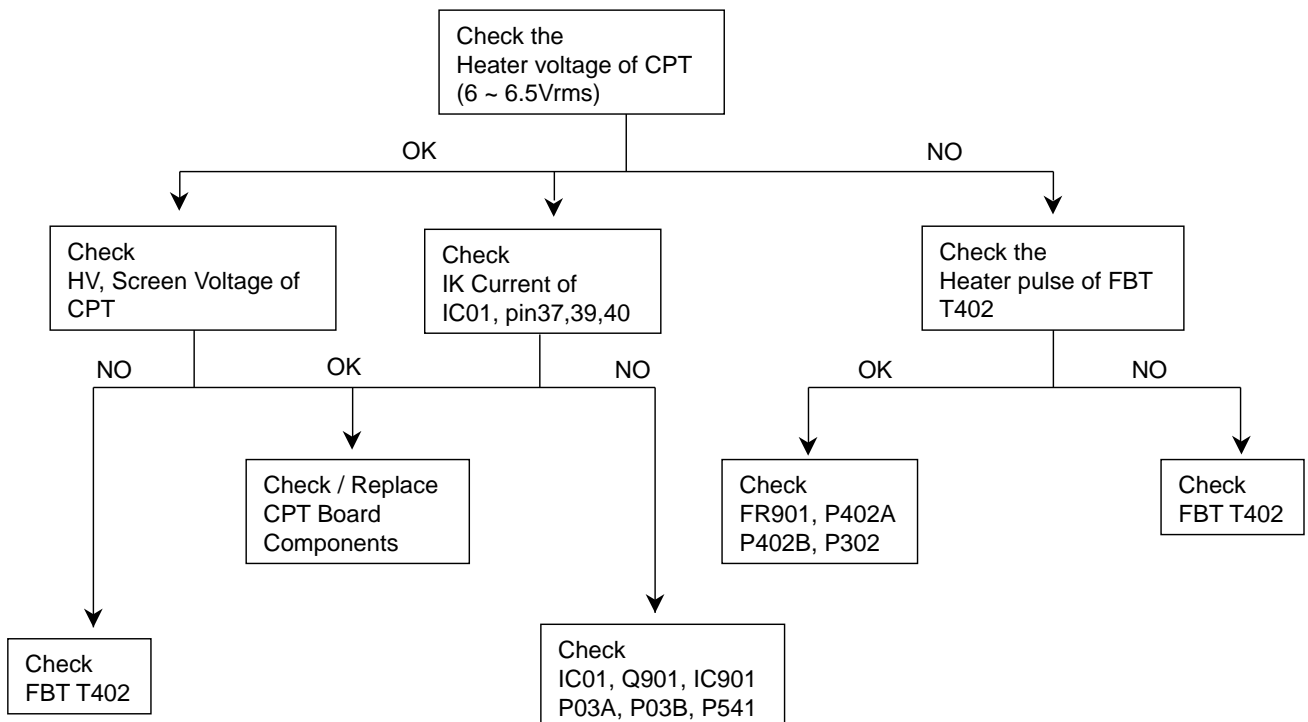 Check the
Heater voltage of CPT
(6 ~ 6.5Vrms)
OK
NO
Check
HV, Screen Voltage of
CPT
Check
IK Current of
IC01, pin37,39,40
Check the
Heater pulse of FBT
T402
NO
OK
NO
OK
NO
Check / Replace
CPT Board
Components
Check
FR901, P402A
P402B, P302
Check
FBT T402
Check
FBT T402
Check
IC01, Q901, IC901
P03A, P03B, P541